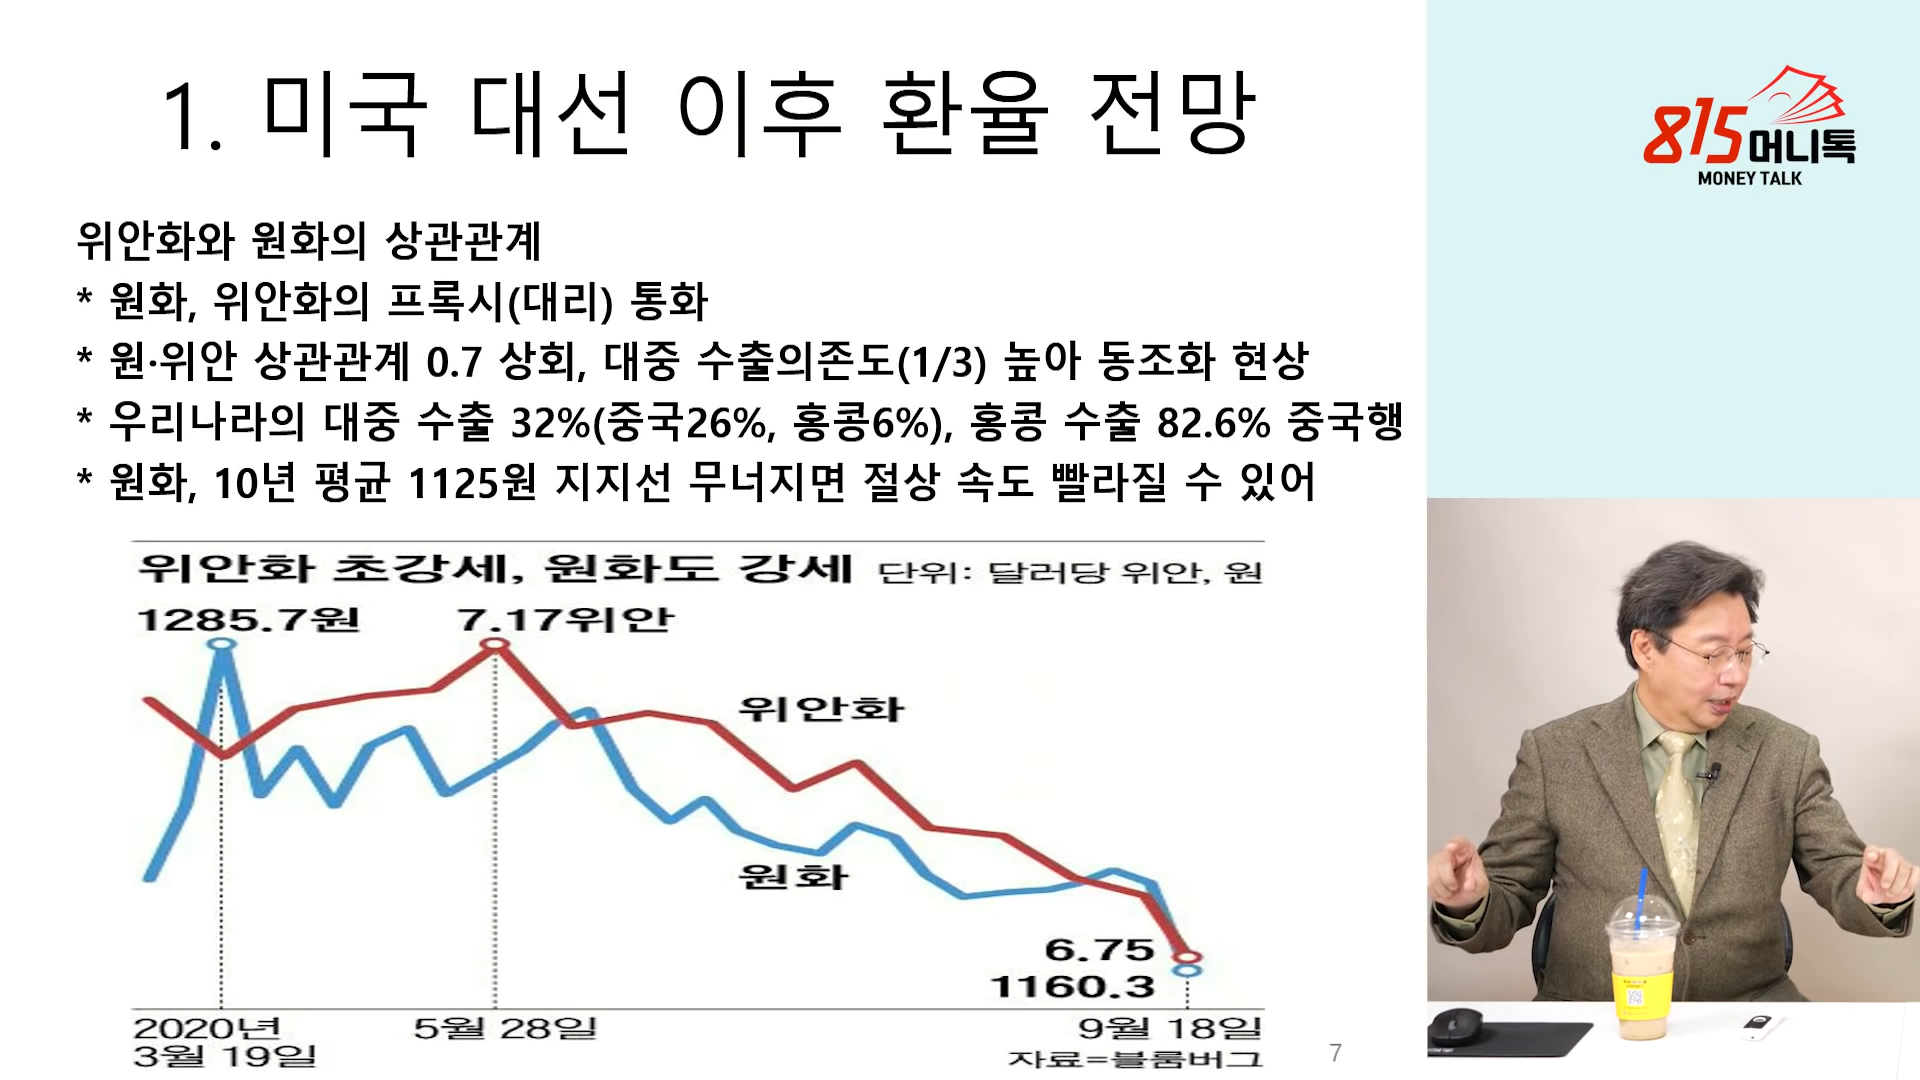 1. 미국 대선 이후 환율 전망
815머니톡
MONEY TALK
위안화와 원화의 상관관계
* 원화, 위안화의 프록시(대리) 통화
* 원·위안 상관관계 0.7 상회, 대중 수출의존도(1/3) 높아 동조화 현상
* 우리나라의 대중 수출 32%(중국26%, 홍콩6%), 홍콩 수출 82.6% 중국행
* 원화, 10년 평균 1125원 지지선 무너지면 절상 속도 빨라질 수 있어
위안화 초강세, 원화도 강세 단위: 달러당 위안, 원
1285.7원 7.17위안
위안화
원화
6.75
1160.3
2020년 5월 28일 9월 18일
3월 19일 자료=블룸버그
7